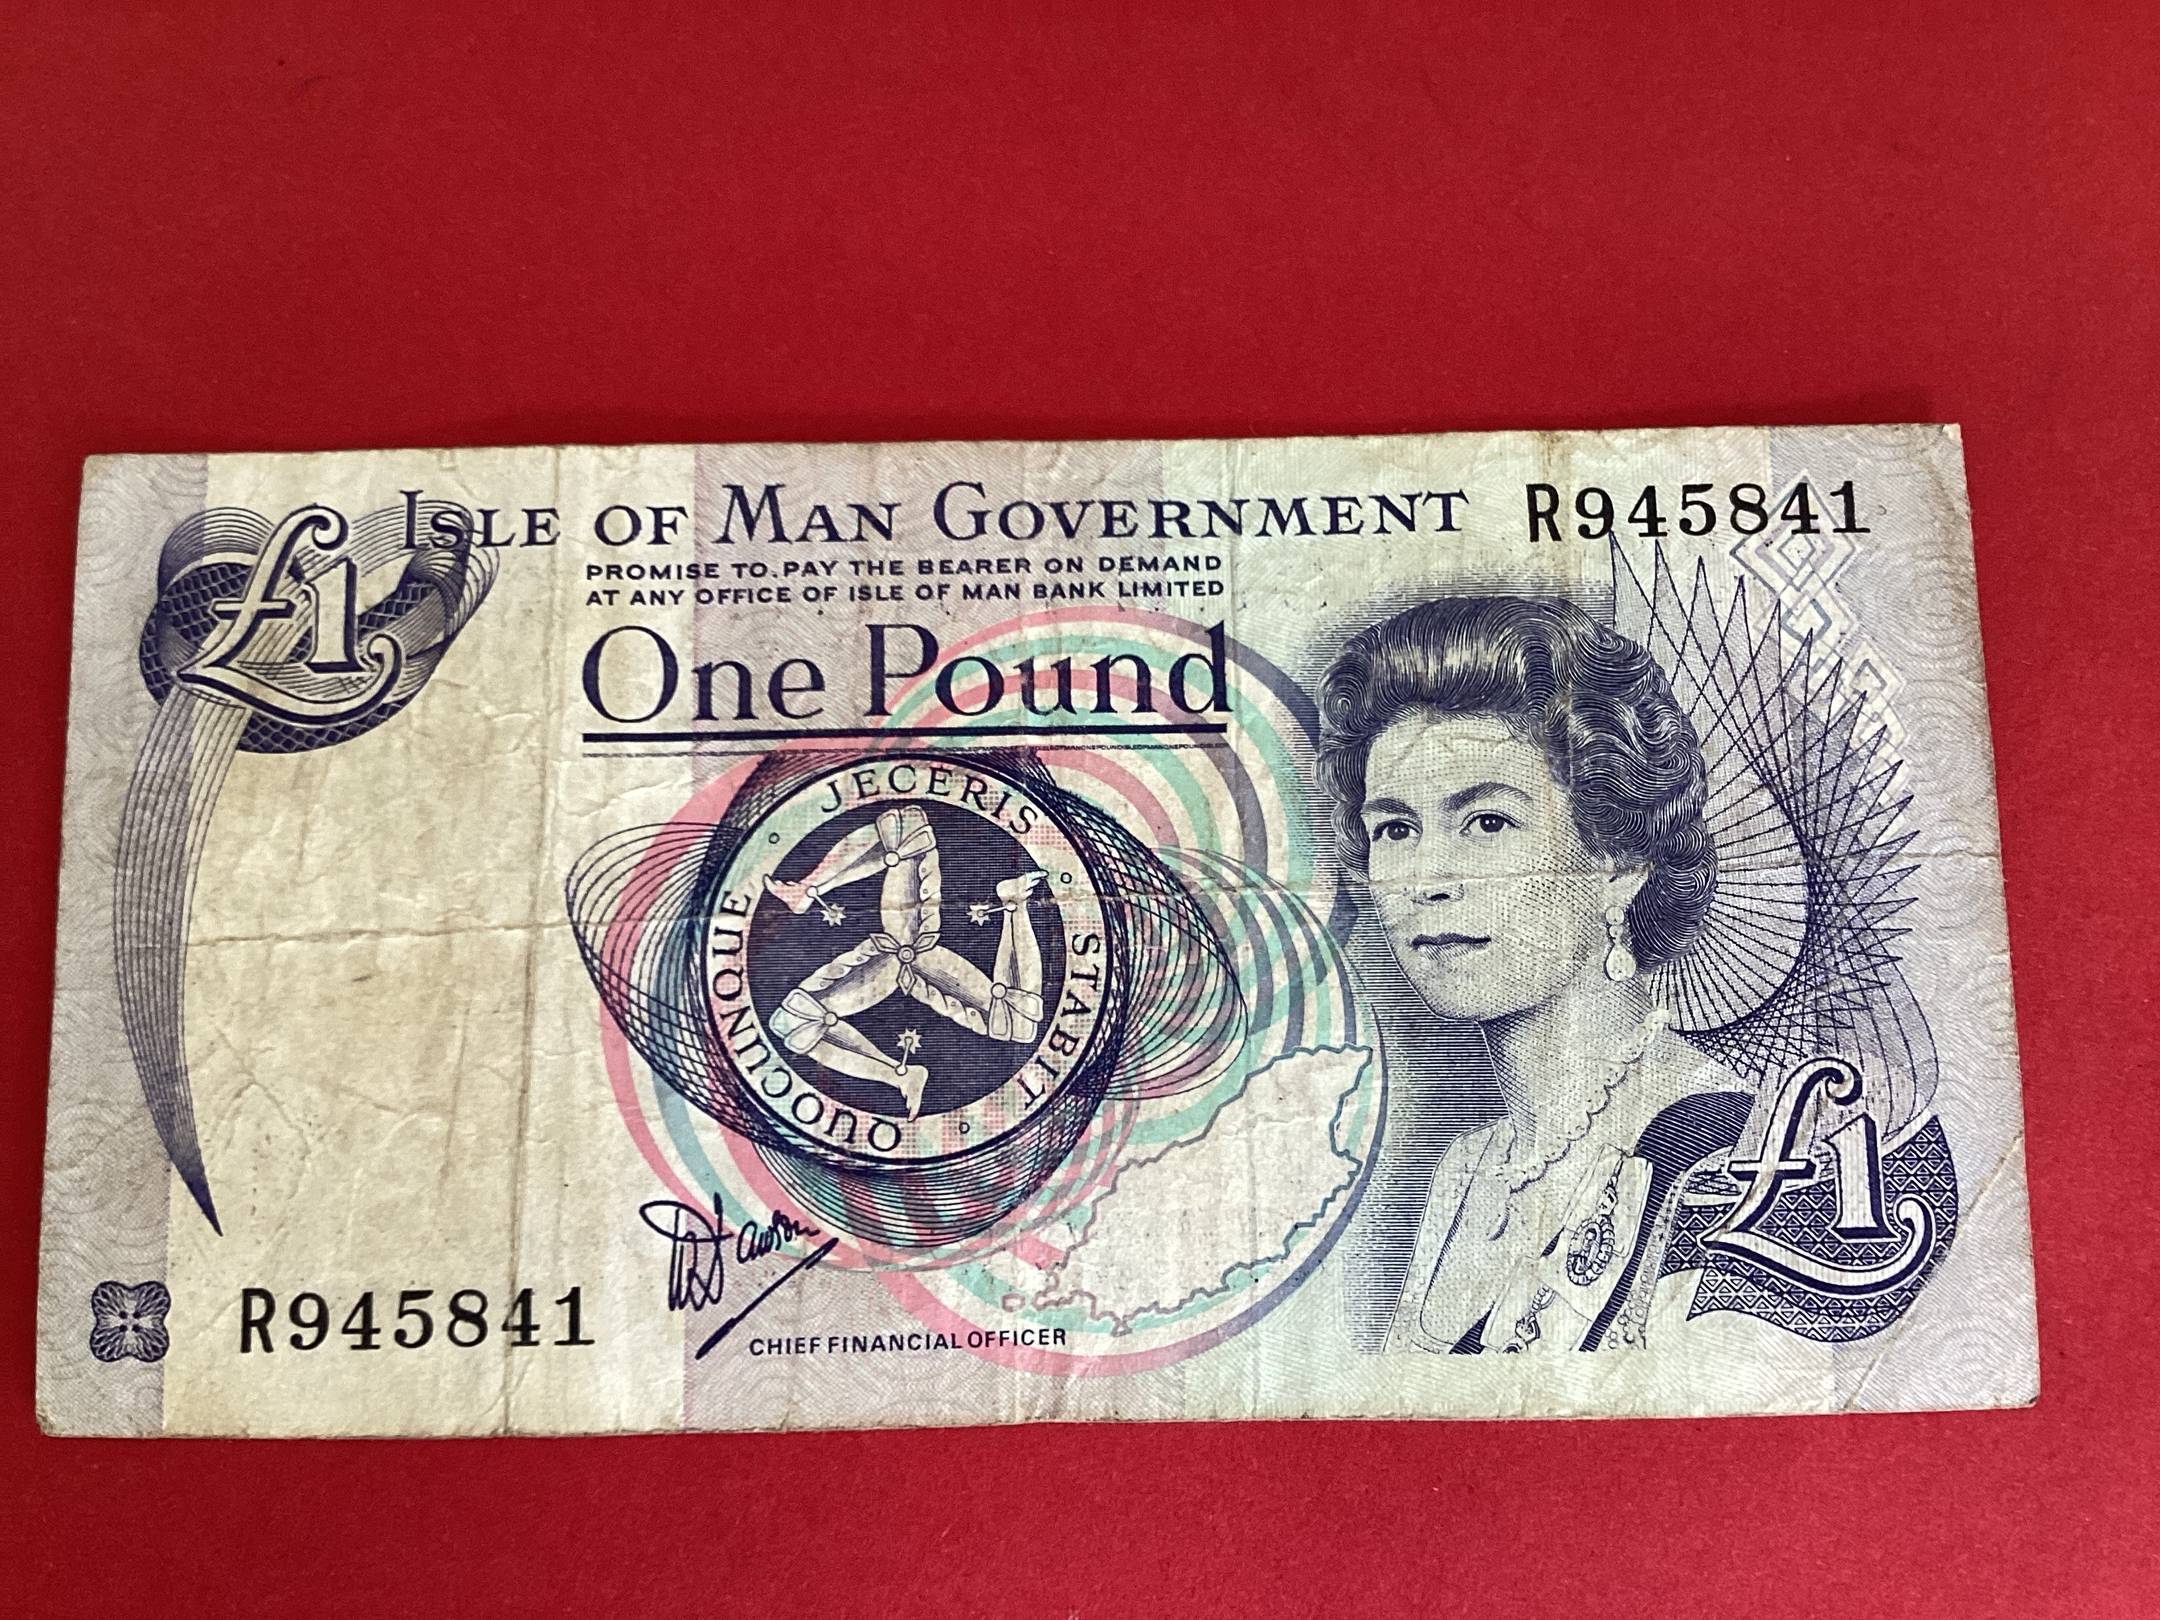 ISLE OF MAN GOVERNMENT R945841
PROMISE TO PAY THE BEARER ON DEMAND
AT ANY OFFICE OF ISLE OF MAN BANK LIMITED
£1
One Pound
QUOCUNQUE JECERIS STABIT
£1
R945841
CHIEF FINANCIAL OFFICER